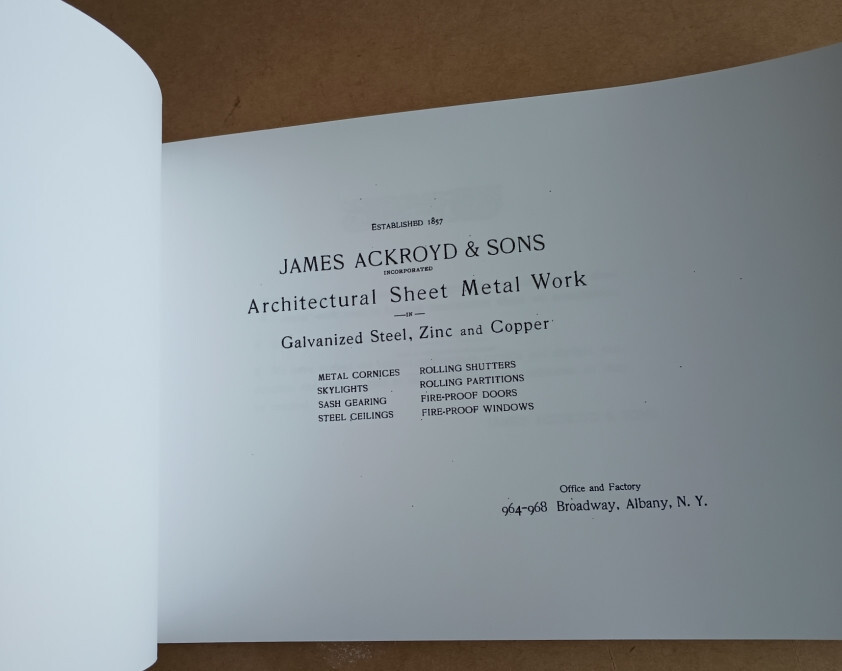 ESTABLISHED 1857
JAMES ACKROYD & SONS
INCORPORATED
Architectural Sheet Metal Work
—IN—
Galvanized Steel, Zinc and Copper
METAL CORNICES
SKYLIGHTS
SASH GEARING
STEEL CEILINGS
ROLLING SHUTTERS
ROLLING PARTITIONS
FIRE-PROOF DOORS
FIRE-PROOF WINDOWS
Office and Factory
964-968 Broadway, Albany, N. Y.